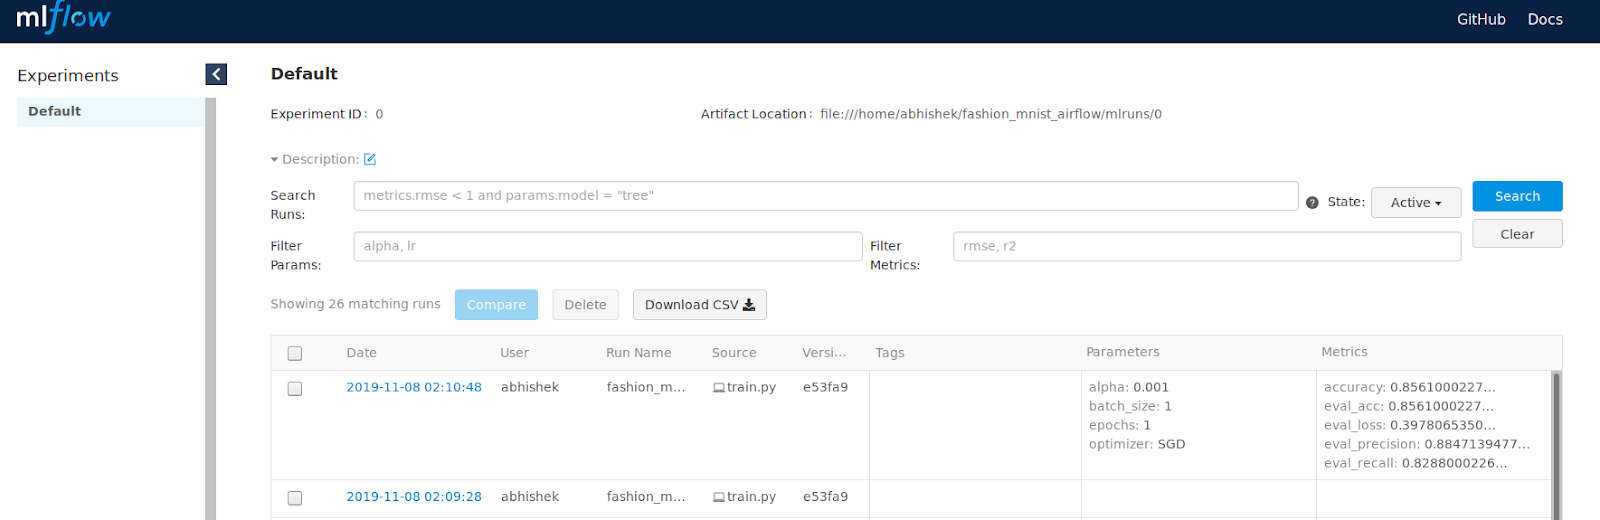 mlflow
GitHub Docs
Experiments
Default
Default
Experiment ID: 0
Artifact Location: file:///home/abhishek/fashion_mnist_airflow/mlruns/0
Description:
Search Runs:
metrics.rmse < 1 and params.model = "tree"
? State: Active
Search
Filter Params:
alpha, lr
Filter Metrics:
rmse, r2
Clear
Showing 26 matching runs
Compare
Delete
Download CSV
Date User Run Name Source Versi... Tags Parameters Metrics
2019-11-08 02:10:48 abhishek fashion_m... train.py e53fa9
alpha: 0.001
batch_size: 1
epochs: 1
optimizer: SGD
accuracy: 0.8561000227...
eval_acc: 0.8561000227...
eval_loss: 0.3978065350...
eval_precision: 0.8847139477...
eval_recall: 0.8288000226...
2019-11-08 02:09:28 abhishek fashion_m... train.py e53fa9